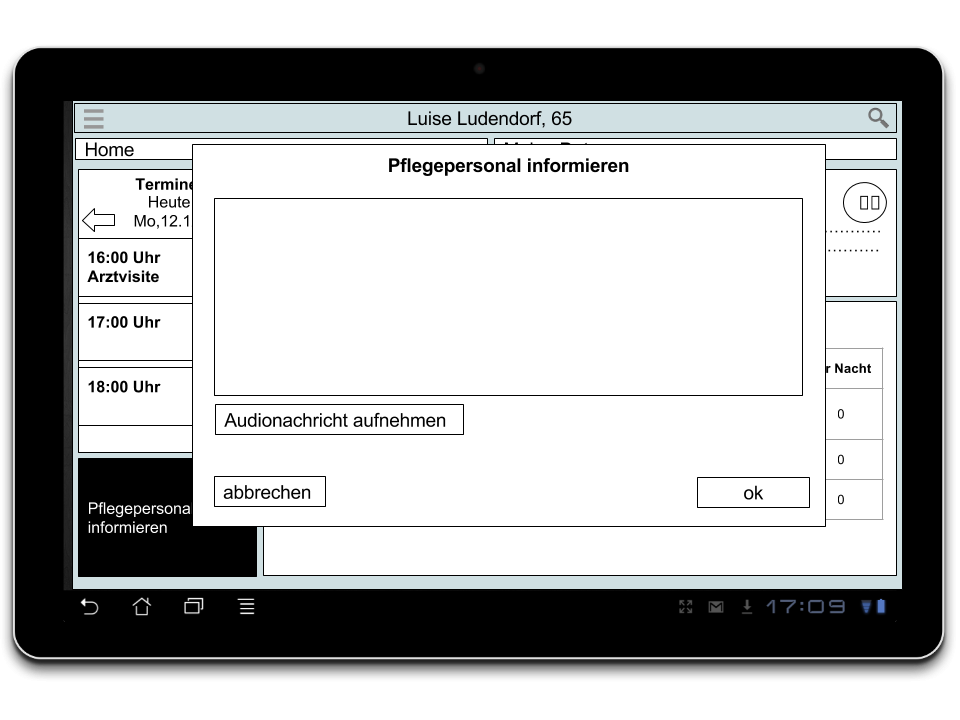 Luise Ludendorf, 65
Home
Pflegepersonal informieren
Termine
Heute
Mo,12.1
16:00 Uhr
Arztvisite
17:00 Uhr
18:00 Uhr
Nacht
0
0
0
Audionachricht aufnehmen
abbrechen
ok
Pflegepersona
informieren
17:09